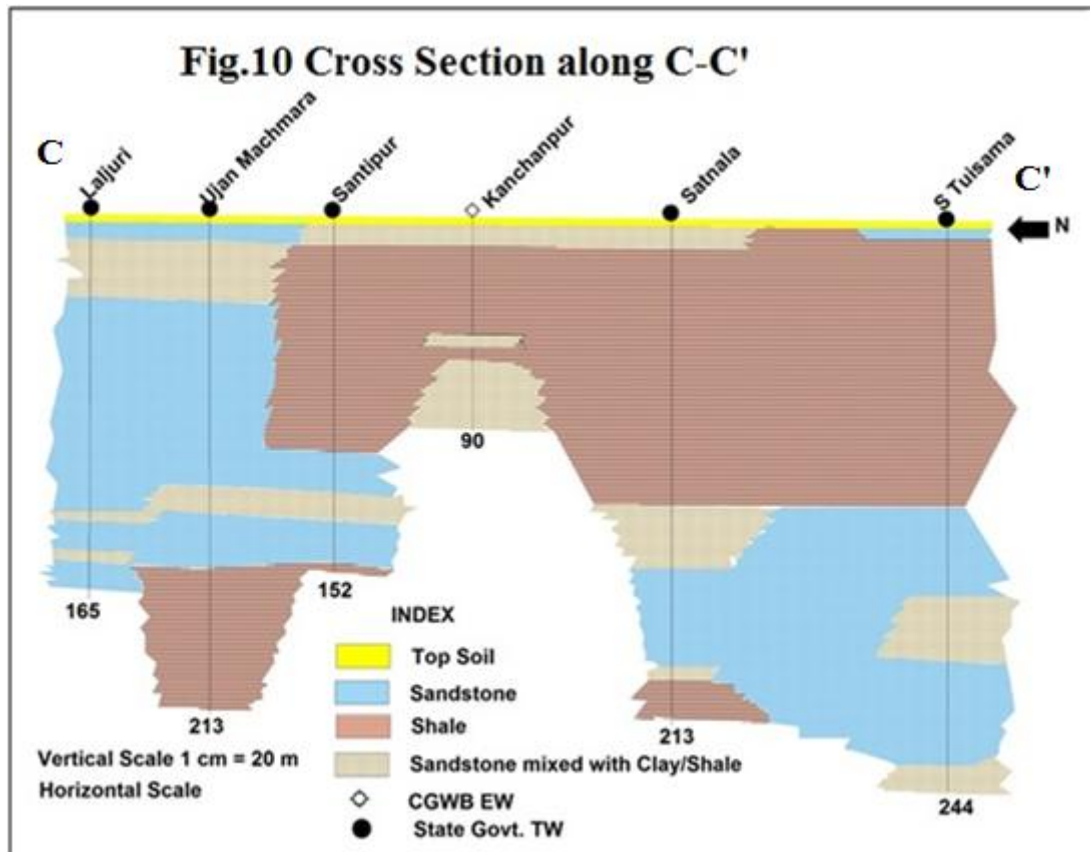 Fig.10 Cross Section along C-C'
C
Laljuri
Ujan Machmara
Santipur
Kanchanpur
Satnala
S Tuisama
C'
N
90
165
152
213
213
244
INDEX
Top Soil
Sandstone
Shale
Sandstone mixed with Clay/Shale
CGWB EW
State Govt. TW
Vertical Scale 1 cm = 20 m
Horizontal Scale